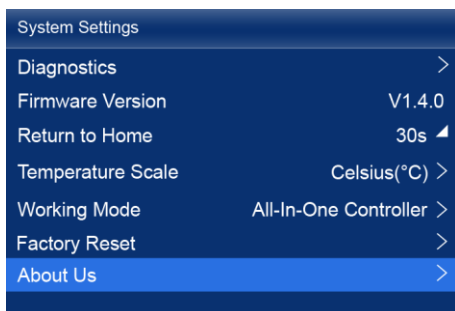 System Settings
Diagnostics >
Firmware Version V1.4.0
Return to Home 30s
Temperature Scale Celsius(°C) >
Working Mode All-In-One Controller >
Factory Reset >
About Us >